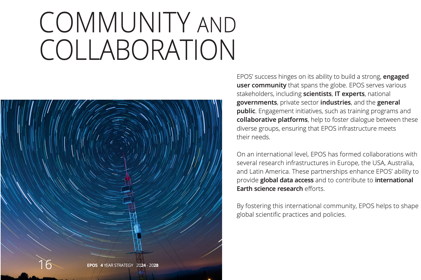 COMMUNITY AND
COLLABORATION
EPOS' success hinges on its ability to build a strong, engaged
user community that spans the globe. EPOS serves various
stakeholders, including scientists, IT experts, national
governments, private sector industries, and the general
public. Engagement initiatives, such as training programs and
collaborative platforms, help to foster dialogue between these
diverse groups, ensuring that EPOS infrastructure meets
their needs.
On an international level, EPOS has formed collaborations with
several research infrastructures in Europe, the USA, Australia,
and Latin America. These partnerships enhance EPOS' ability to
provide global data access and to contribute to international
Earth science research efforts.
By fostering this international community, EPOS helps to shape
global scientific practices and policies.
16 EPOS 4 YEAR STRATEGY 2024 - 2028